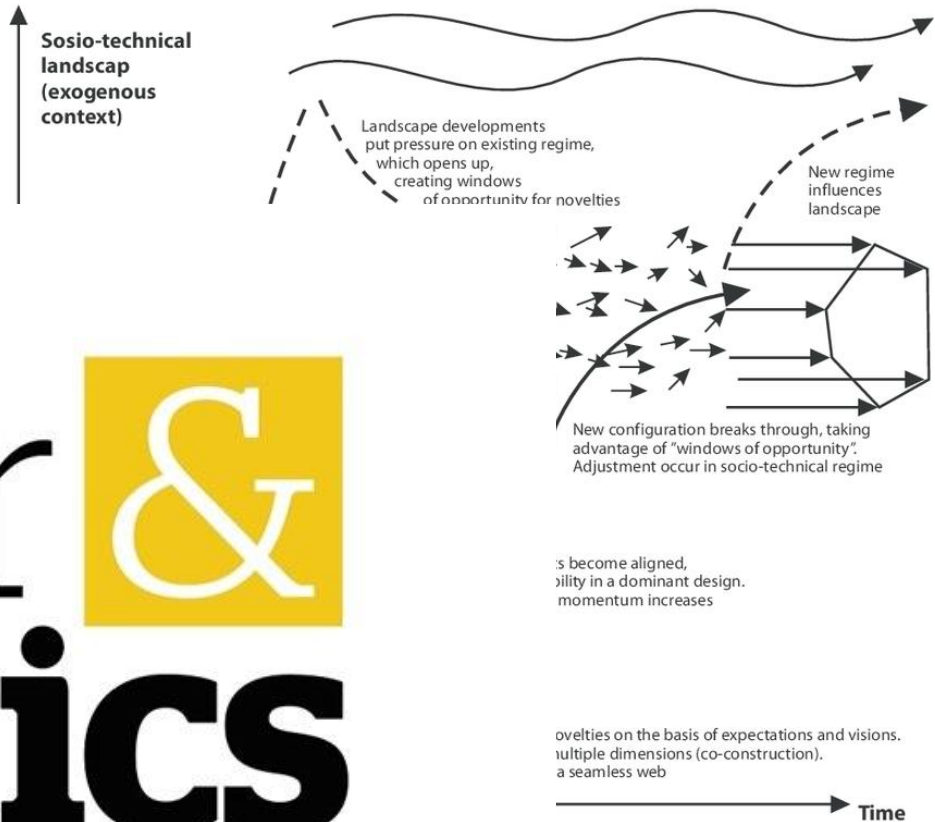 Sosio-technical
landscap
(exogenous
context)
Landscape developments
put pressure on existing regime,
which opens up,
creating windows
of opportunity for novelties
New regime
influences
landscape
New configuration breaks through, taking
advantage of "windows of opportunity".
Adjustment occur in socio-technical regime
r &
ics
become aligned,
in a dominant design.
momentum increases
on the basis of expectations and visions.
dimensions (co-construction).
a seamless web
Time